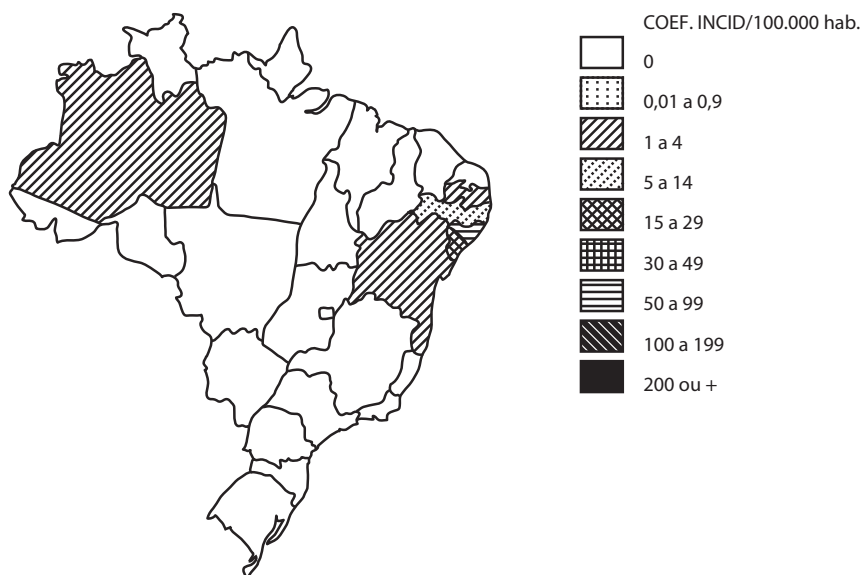 COEF. INCID/100.000 hab.
0
0,01 a 0,9
1 a 4
5 a 14
15 a 29
30 a 49
50 a 99
100 a 199
200 ou +